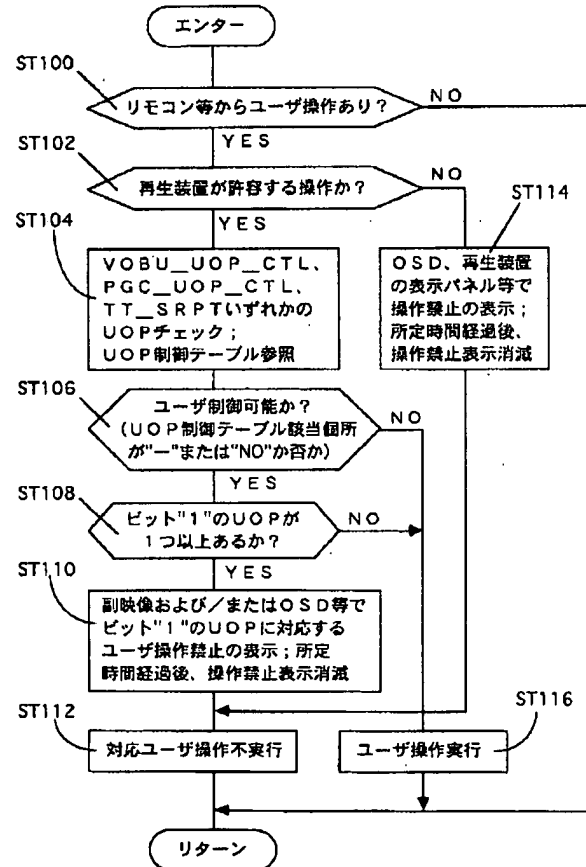 エンター
ST100
リモコン等からユーザ操作あり?
NO
YES
ST102
再生装置が許容する操作か?
NO
YES
ST104
VOBU_UOP_CTL、
PGC_UOP_CTL、
TT_SRPTいずれかの
UOPチェック;
UOP制御テーブル参照
ST114
OSD、再生装置
の表示パネル等で
操作禁止の表示;
所定時間経過後、
操作禁止表示消滅
ST106
ユーザ制御可能か?
(UOP制御テーブル該当個所
が"ー"または"NO"か否か)
NO
YES
ST108
ビット"1"のUOPが
1つ以上あるか?
NO
YES
ST110
副映像および/またはOSD等で
ビット"1"のUOPに対応する
ユーザ操作禁止の表示;所定
時間経過後、操作禁止表示消滅
ST112
対応ユーザ操作不実行
ST116
ユーザ操作実行
リターン